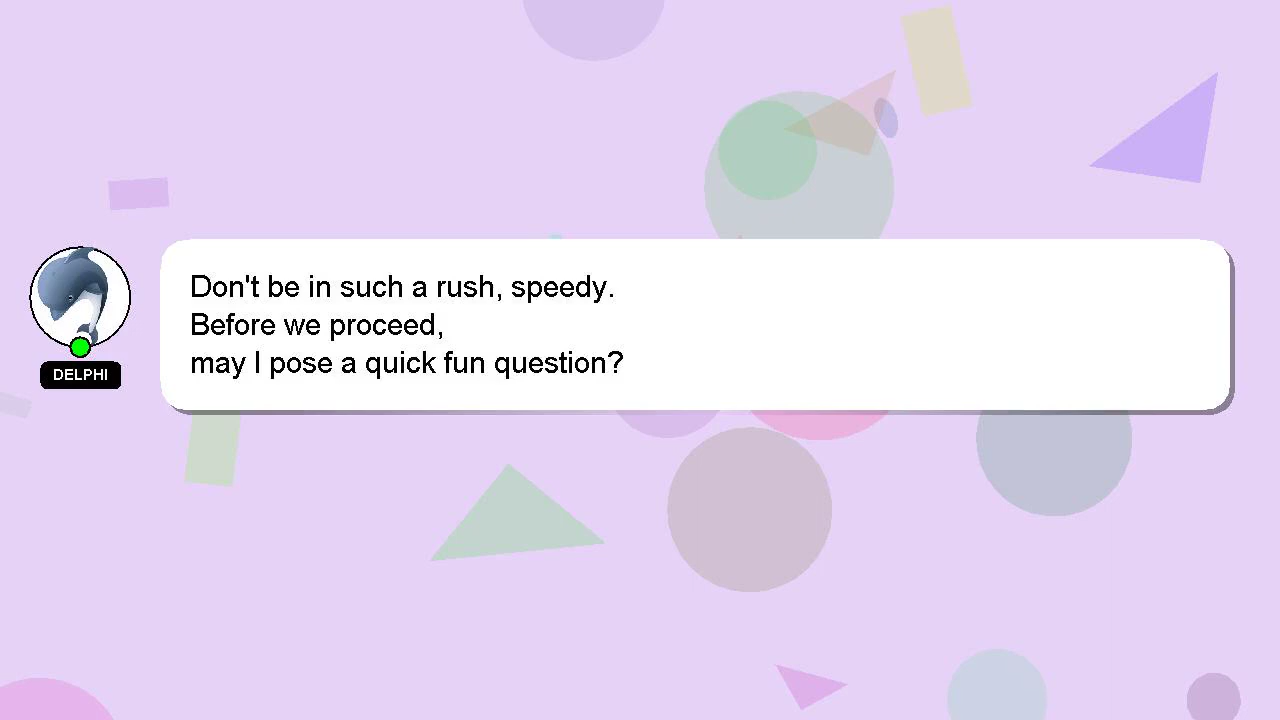 Don't be in such a rush, speedy.
Before we proceed,
may I pose a quick fun question?
DELPHI